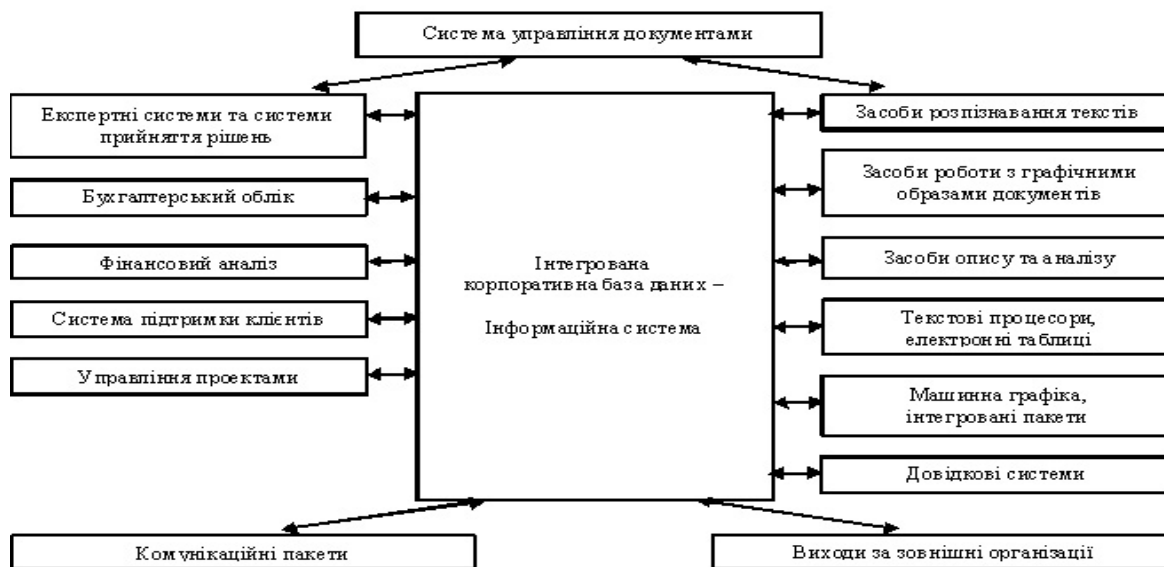 Система управління документами
Експертні системи та системи
прийняття рішень
Бухгалтерський облік
Фінансовий аналіз
Система підтримки клієнтів
Управління проектами
Інтегрована
корпоративна база даних –
Інформаційна система
Засоби розпізнавання текстів
Засоби роботи з графічними
образами документів
Засоби опису та аналізу
Текстові процесори,
електронні таблиці
Машинна графіка,
інтегровані пакети
Довідкові системи
Комунікаційні пакети
Виходи за зовнішні організації